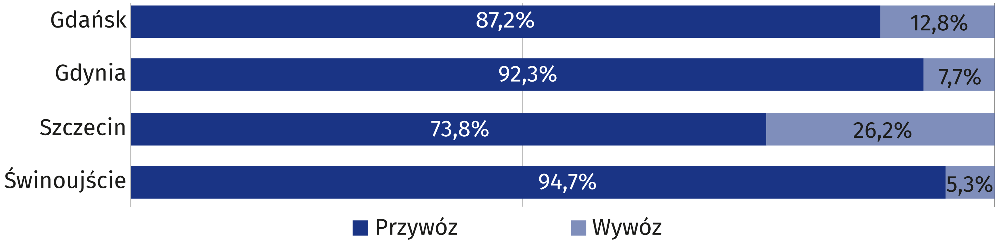 Gdańsk 87,2% 12,8%
Gdynia 92,3% 7,7%
Szczecin 73,8% 26,2%
Świnoujście 94,7% 5,3%
Przywóz Wywóz